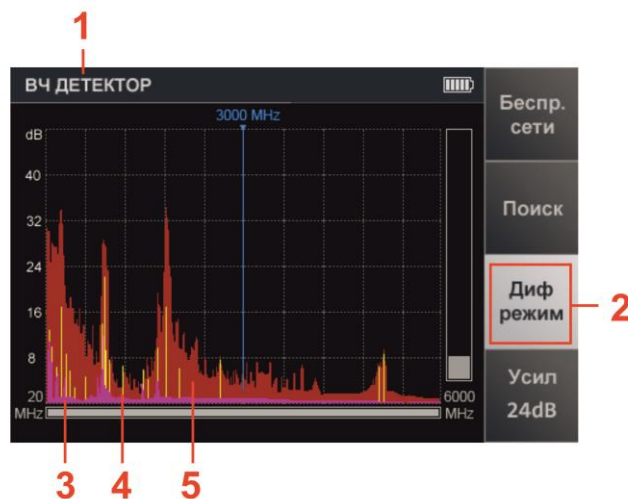 1
ВЧ ДЕТЕКТОР
3000 MHz
dB
40
32
24
16
8
20
MHz
6000
MHz
Беспр.
сети
Поиск
Диф
режим
2
Усил
24dB
3 4 5